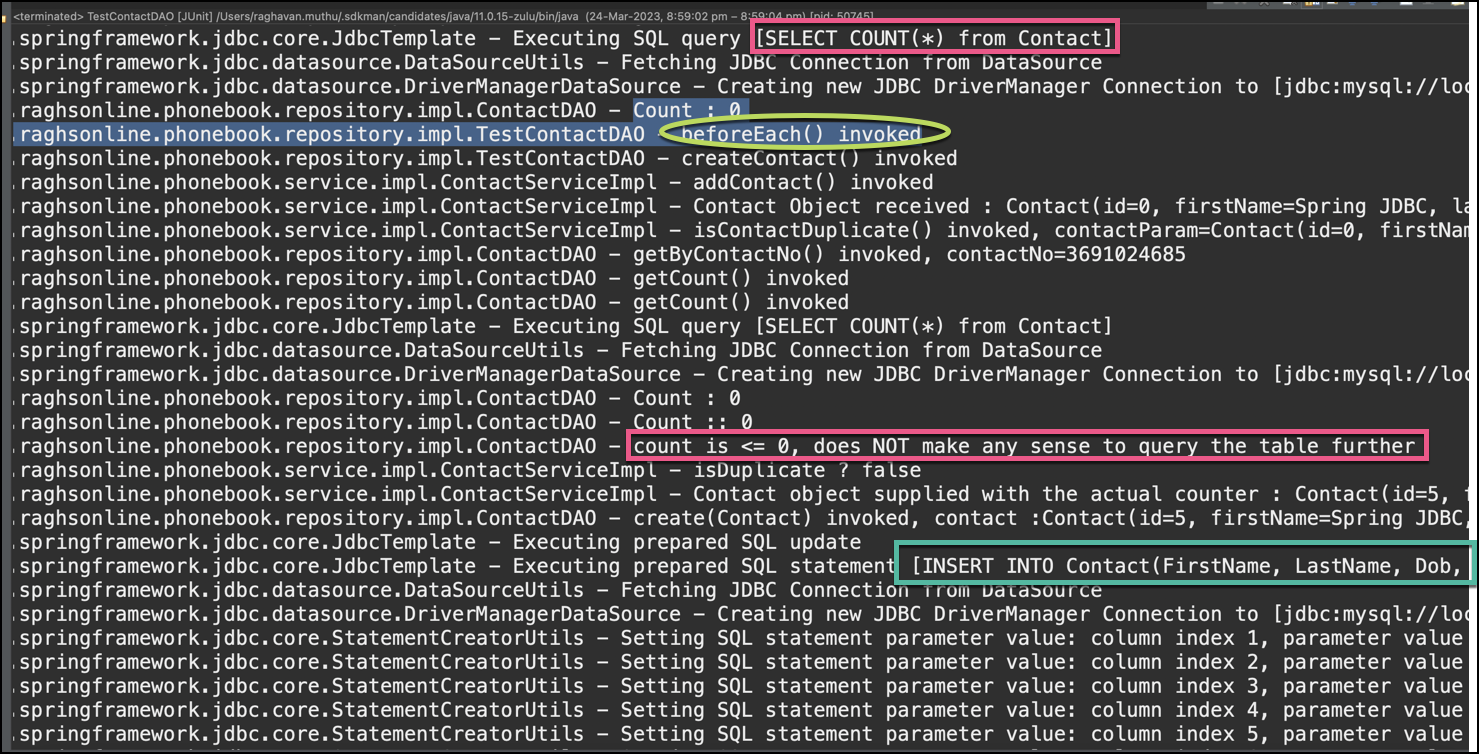 <terminated> TestContactDAO [JUnit] /Users/raghavan.muthu/.sdkman/candidates/java/11.0.15-zulu/bin/java (24-Mar-2023, 8:59:02 pm – 8:59:04 pm) [pid: 50745]
.springframework.jdbc.core.JdbcTemplate - Executing SQL query [SELECT COUNT(*) from Contact]
.springframework.jdbc.datasource.DataSourceUtils - Fetching JDBC Connection from DataSource
.springframework.jdbc.datasource.DriverManagerDataSource - Creating new JDBC DriverManager Connection to [jdbc:mysql://loc
.raghsonline.phonebook.repository.impl.ContactDAO - Count : 0
.raghsonline.phonebook.repository.impl.TestContactDAO - beforeEach() invoked
.raghsonline.phonebook.repository.impl.TestContactDAO - createContact() invoked
.raghsonline.phonebook.service.impl.ContactServiceImpl - addContact() invoked
.raghsonline.phonebook.service.impl.ContactServiceImpl - Contact Object received : Contact(id=0, firstName=Spring JDBC, la
.raghsonline.phonebook.service.impl.ContactServiceImpl - isContactDuplicate() invoked, contactParam=Contact(id=0, firstNam
.raghsonline.phonebook.repository.impl.ContactDAO - getByContactNo() invoked, contactNo=3691024685
.raghsonline.phonebook.repository.impl.ContactDAO - getCount() invoked
.raghsonline.phonebook.repository.impl.ContactDAO - getCount() invoked
.springframework.jdbc.core.JdbcTemplate - Executing SQL query [SELECT COUNT(*) from Contact]
.springframework.jdbc.datasource.DataSourceUtils - Fetching JDBC Connection from DataSource
.springframework.jdbc.datasource.DriverManagerDataSource - Creating new JDBC DriverManager Connection to [jdbc:mysql://loc
.raghsonline.phonebook.repository.impl.ContactDAO - Count : 0
.raghsonline.phonebook.repository.impl.ContactDAO - Count :: 0
.raghsonline.phonebook.repository.impl.ContactDAO - count is <= 0, does NOT make any sense to query the table further
.raghsonline.phonebook.service.impl.ContactServiceImpl - isDuplicate ? false
.raghsonline.phonebook.service.impl.ContactServiceImpl - Contact object supplied with the actual counter : Contact(id=5, f
.raghsonline.phonebook.repository.impl.ContactDAO - create(Contact) invoked, contact :Contact(id=5, firstName=Spring JDBC,
.springframework.jdbc.core.JdbcTemplate - Executing prepared SQL update
.springframework.jdbc.core.JdbcTemplate - Executing prepared SQL statement [INSERT INTO Contact(FirstName, LastName, Dob,
.springframework.jdbc.datasource.DataSourceUtils - Fetching JDBC Connection from DataSource
.springframework.jdbc.datasource.DriverManagerDataSource - Creating new JDBC DriverManager Connection to [jdbc:mysql://loc
.springframework.jdbc.core.StatementCreatorUtils - Setting SQL statement parameter value: column index 1, parameter value
.springframework.jdbc.core.StatementCreatorUtils - Setting SQL statement parameter value: column index 2, parameter value
.springframework.jdbc.core.StatementCreatorUtils - Setting SQL statement parameter value: column index 3, parameter value
.springframework.jdbc.core.StatementCreatorUtils - Setting SQL statement parameter value: column index 4, parameter value
.springframework.jdbc.core.StatementCreatorUtils - Setting SQL statement parameter value: column index 5, parameter value